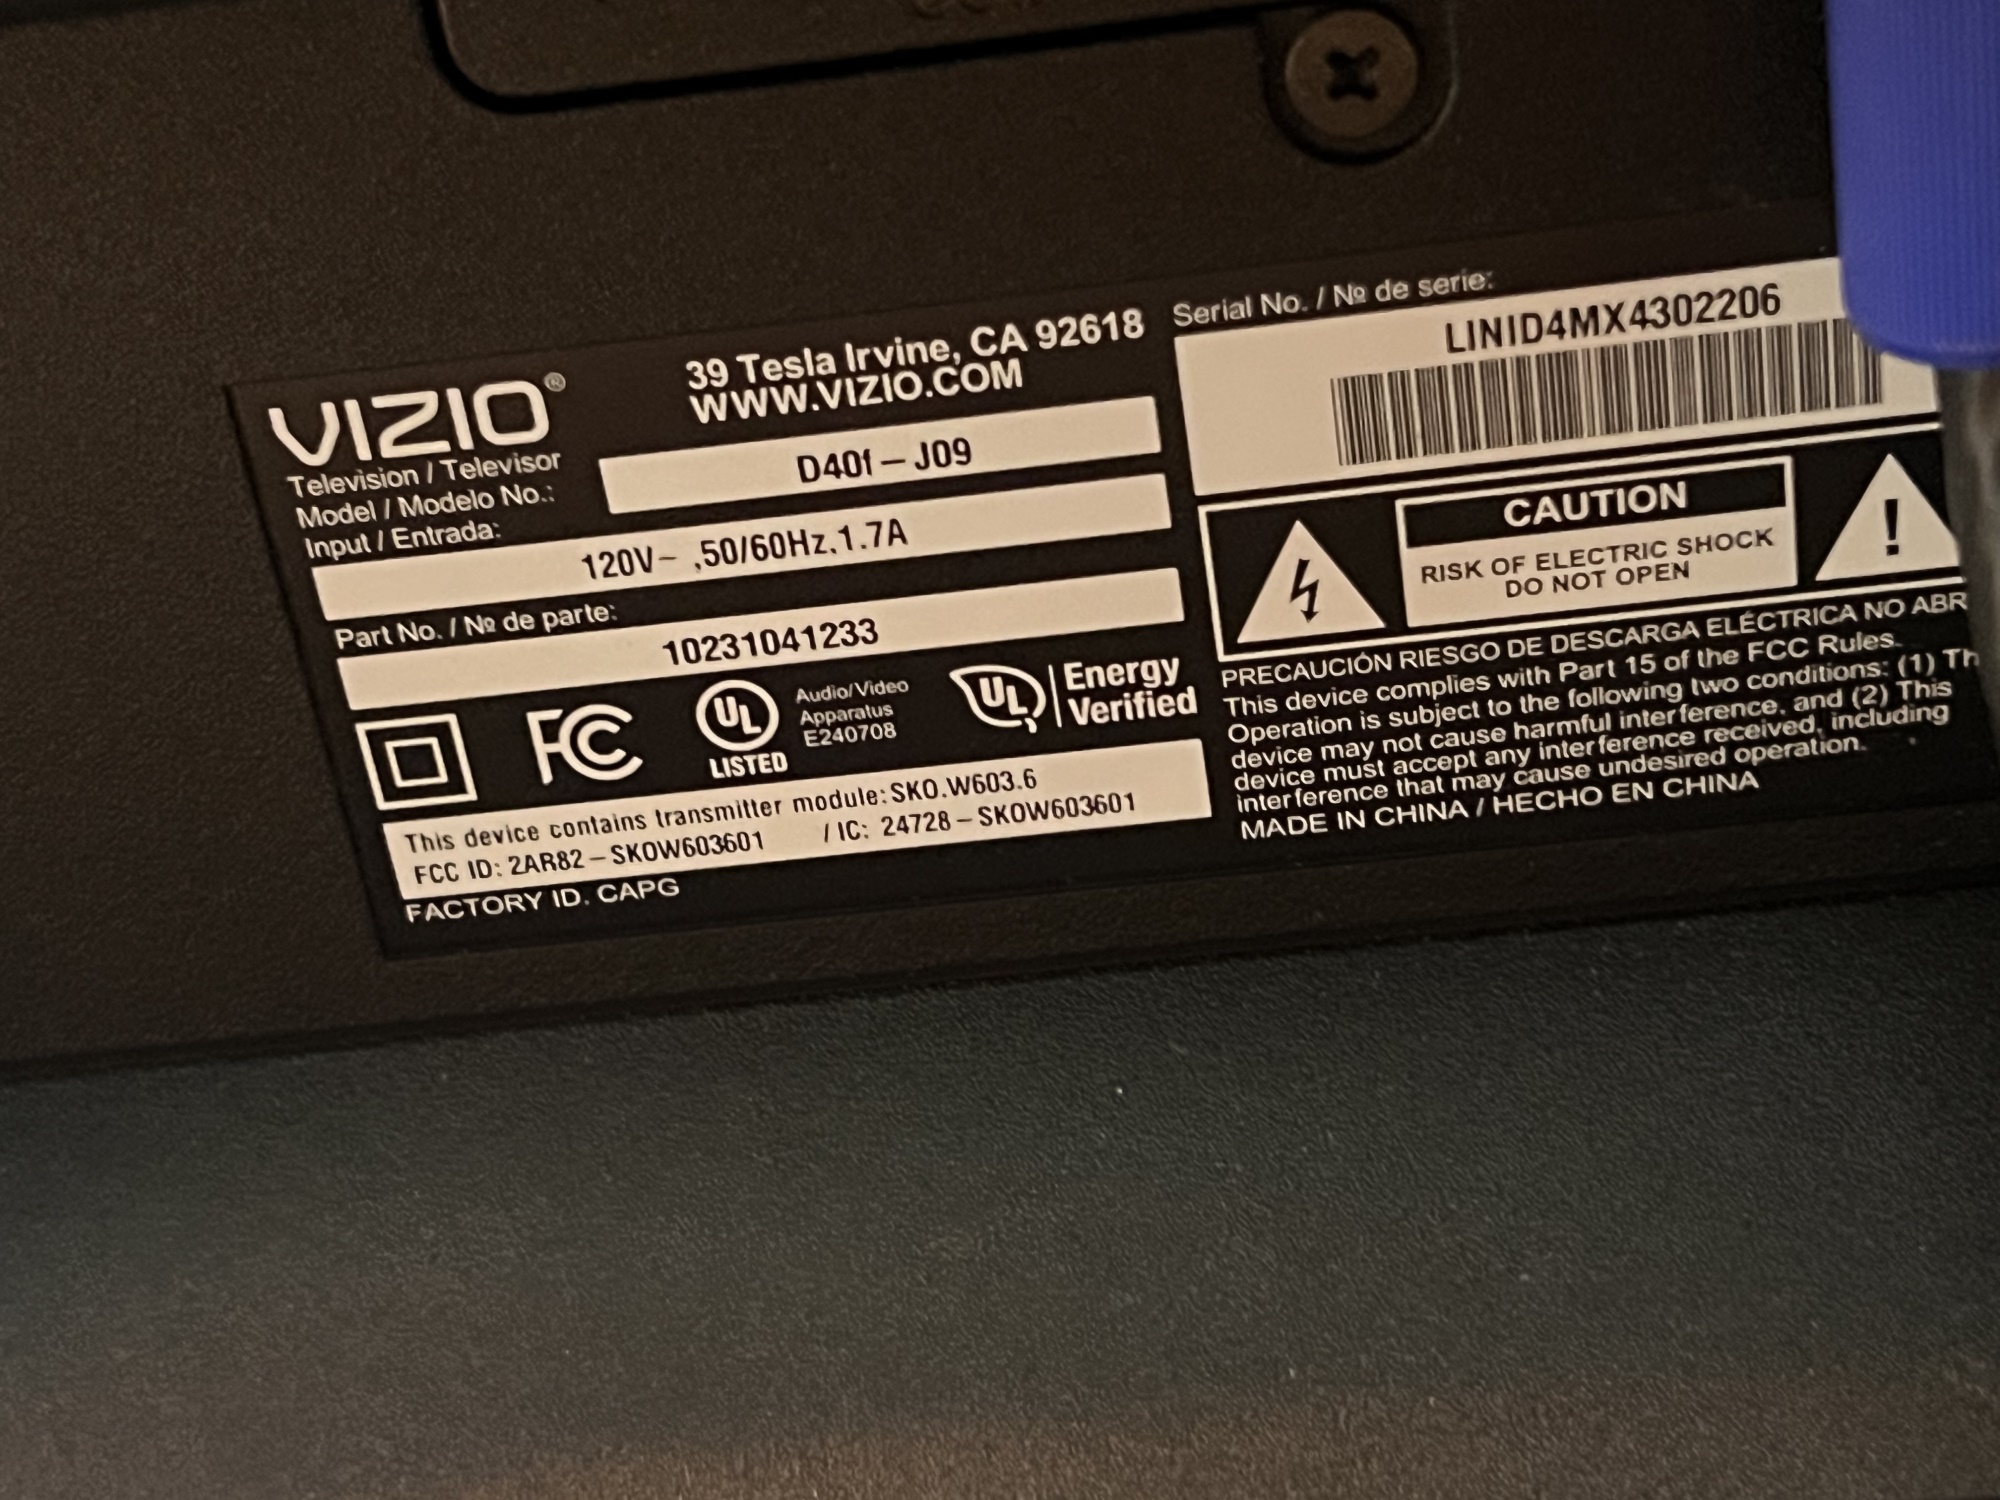 VIZIO®
39 Tesla Irvine, CA 92618
WWW.VIZIO.COM
Television / Televisor
Model / Modelo No.:
D40f – J09
Input / Entrada:
120V~ ,50/60Hz,1.7A
Part No. / Nº de parte:
10231041233
FC
UL
LISTED
Audio/Video
Apparatus
E240708
UL
Energy
Verified
This device contains transmitter module: SKO.W603.6
FCC ID: 2AR82 – SKOW603601 / IC: 24728 – SKOW603601
FACTORY ID. CAPG
Serial No. / Nº de serie:
LINID4MX4302206
CAUTION
RISK OF ELECTRIC SHOCK
DO NOT OPEN
!
PRECAUCIÓN RIESGO DE DESCARGA ELÉCTRICA NO ABR
This device complies with Part 15 of the FCC Rules.
Operation is subject to the following two conditions: (1) Th
device may not cause harmful interference, and (2) This
device must accept any interference received, including
interference that may cause undesired operation.
MADE IN CHINA / HECHO EN CHINA